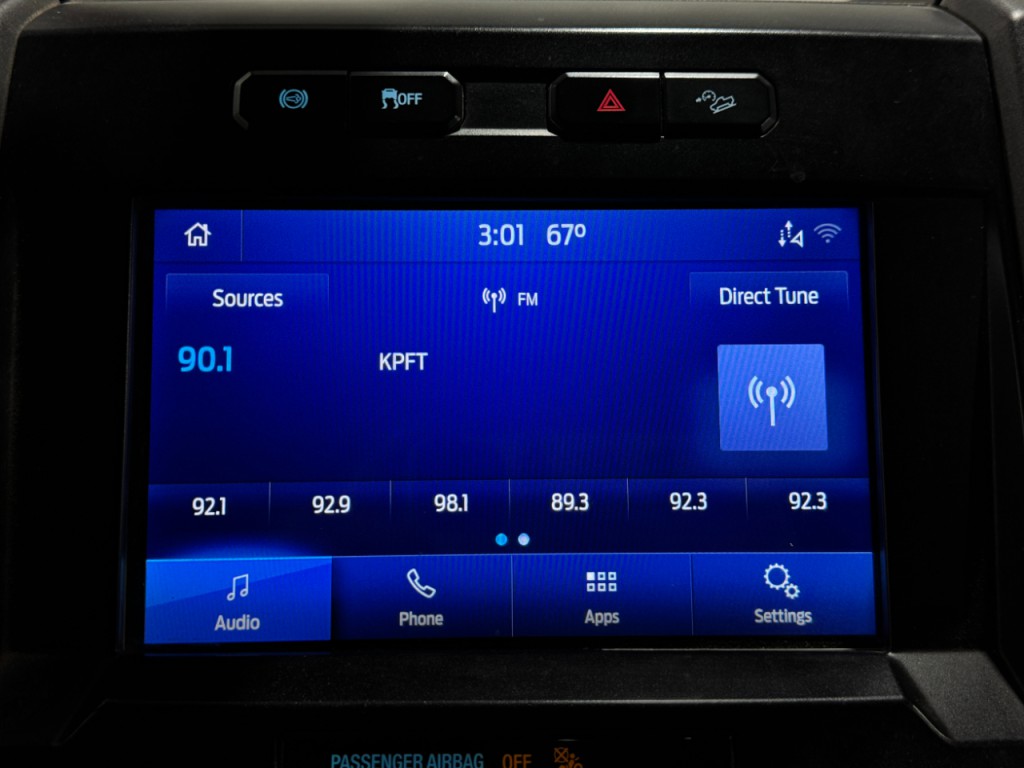 OFF
3:01 67º
Sources FM Direct Tune
90.1 KPFT
92.1 92.9 98.1 89.3 92.3 92.3
Audio Phone Apps Settings
PASSENGER AIRBAG OFF